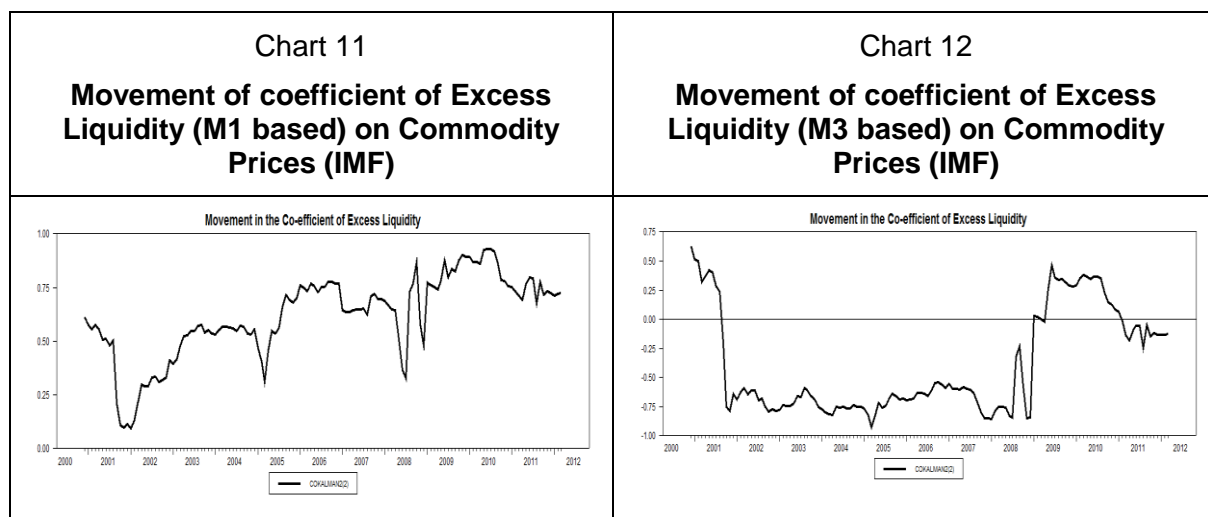 Chart 11
Movement of coefficient of Excess
Liquidity (M1 based) on Commodity
Prices (IMF)
Chart 12
Movement of coefficient of Excess
Liquidity (M3 based) on Commodity
Prices (IMF)
Movement in the Co-efficient of Excess Liquidity
1.00
0.75
0.50
0.25
0.00
2000 2001 2002 2003 2004 2005 2006 2007 2008 2009 2010 2011 2012
COKALMAN2(2)
Movement in the Co-efficient of Excess Liquidity
0.75
0.50
0.25
0.00
-0.25
-0.50
-0.75
-1.00
2000 2001 2002 2003 2004 2005 2006 2007 2008 2009 2010 2011 2012
COKALMAN2(2)